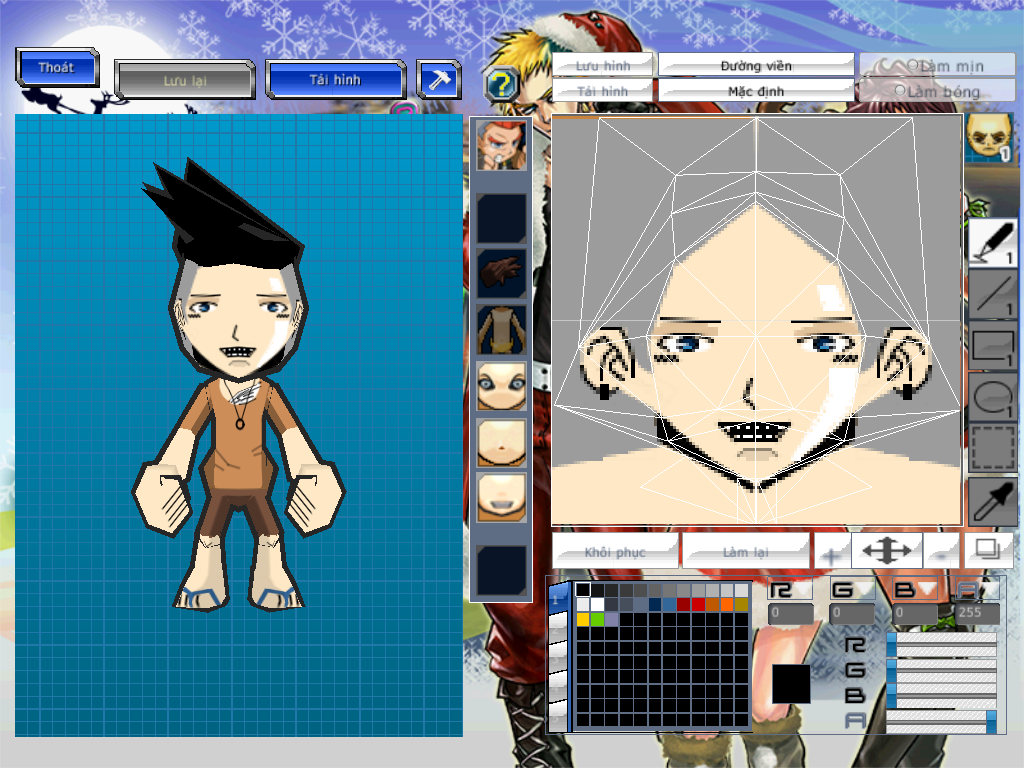 Thoát
Lưu lại
Tải hình
?
Lưu hình
Đường viền
Làm mịn
Tải hình
Mặc định
Làm bóng
1
1
1
1
1
Khôi phục
Làm lại
+
-
1
R
G
B
A
0
0
0
255
R
G
B
A